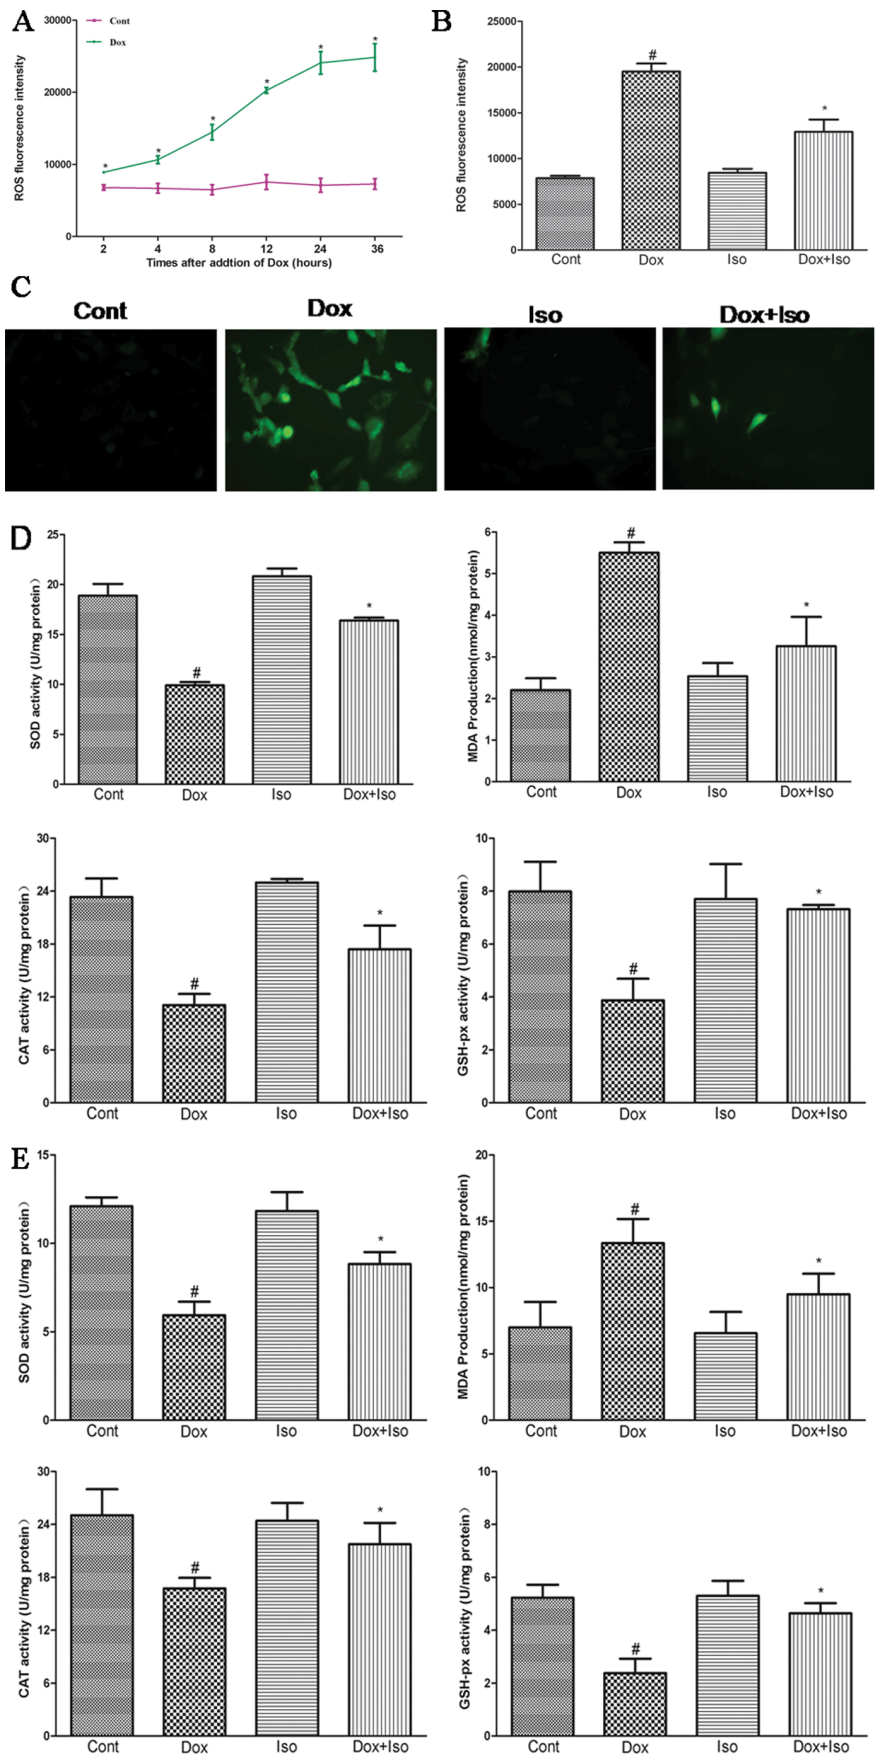 A
ROS fluorescence intensity
30000
20000
10000
0
Cont
Dox
* * * * * *
2 4 8 12 24 36
Times after addtion of Dox (hours)
B
ROS fluorescence intensity
25000
20000
15000
10000
5000
0
#
*
Cont Dox Iso Dox+Iso
C
Cont Dox Iso Dox+Iso
D
SOD activity (U/mg protein)
25
20
15
10
5
0
#
*
Cont Dox Iso Dox+Iso
MDA Production(nmol/mg protein)
6
5
4
3
2
1
0
#
*
Cont Dox Iso Dox+Iso
CAT activity (U/mg protein)
30
24
18
12
6
0
#
*
Cont Dox Iso Dox+Iso
GSH-px activity (U/mg protein)
10
8
6
4
2
0
#
*
Cont Dox Iso Dox+Iso
E
SOD activity (U/mg protein)
15
10
5
0
#
*
Cont Dox Iso Dox+Iso
MDA Production(nmol/mg protein)
20
15
10
5
0
#
*
Cont Dox Iso Dox+Iso
CAT activity (U/mg protein)
30
24
18
12
6
0
#
*
Cont Dox Iso Dox+Iso
GSH-px activity (U/mg protein)
10
8
6
4
2
0
#
*
Cont Dox Iso Dox+Iso